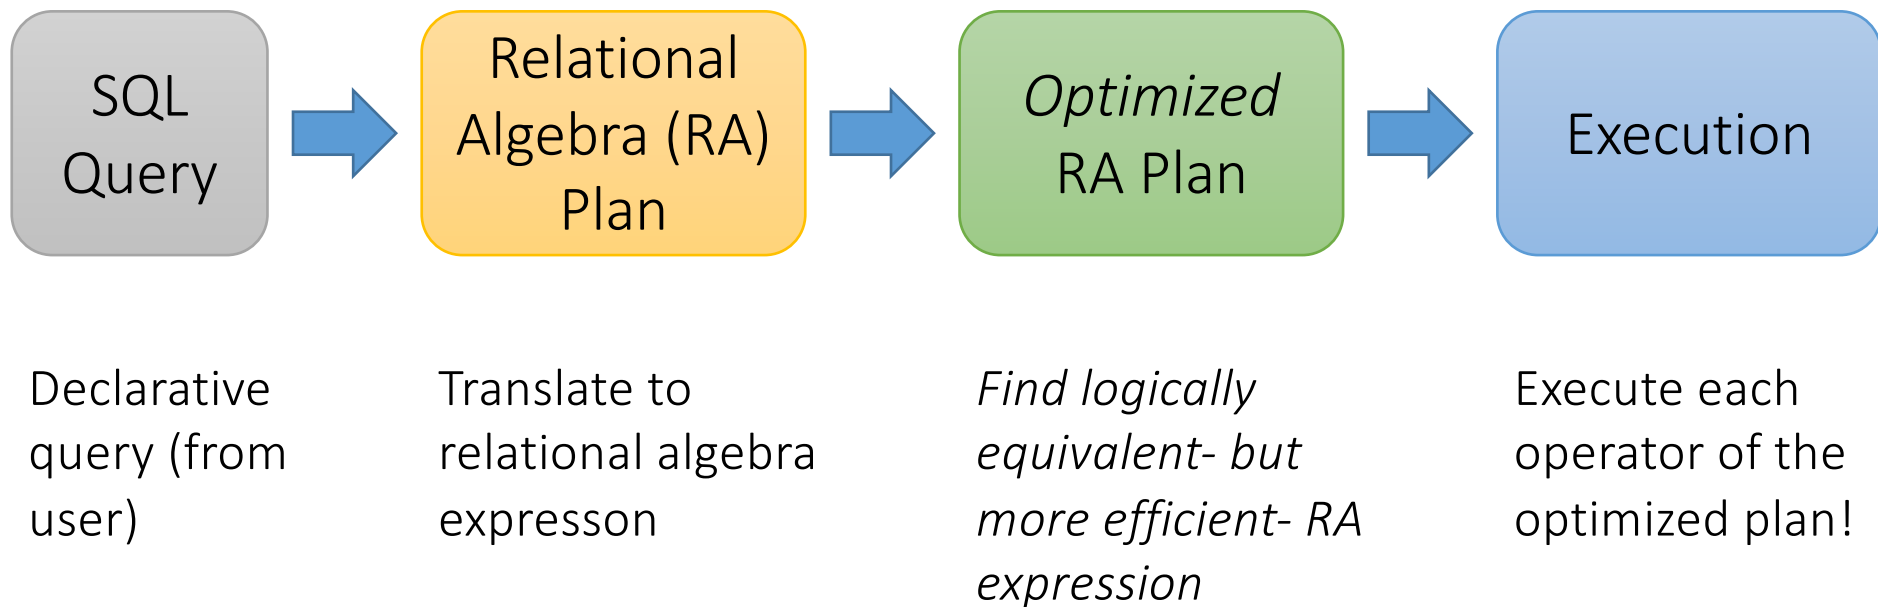 SQL
Query
Relational
Algebra (RA)
Plan
Optimized
RA Plan
Execution
Declarative
query (from
user)
Translate to
relational algebra
expresson
Find logically
equivalent- but
more efficient- RA
expression
Execute each
operator of the
optimized plan!